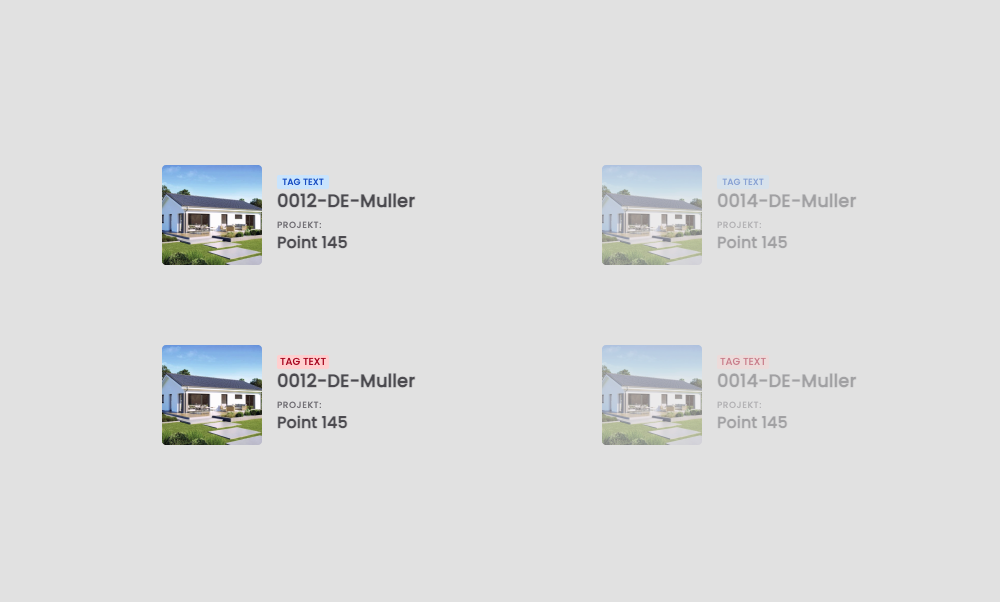 TAG TEXT
0012-DE-Muller
PROJEKT:
Point 145
TAG TEXT
0014-DE-Muller
PROJEKT:
Point 145
TAG TEXT
0012-DE-Muller
PROJEKT:
Point 145
TAG TEXT
0014-DE-Muller
PROJEKT:
Point 145